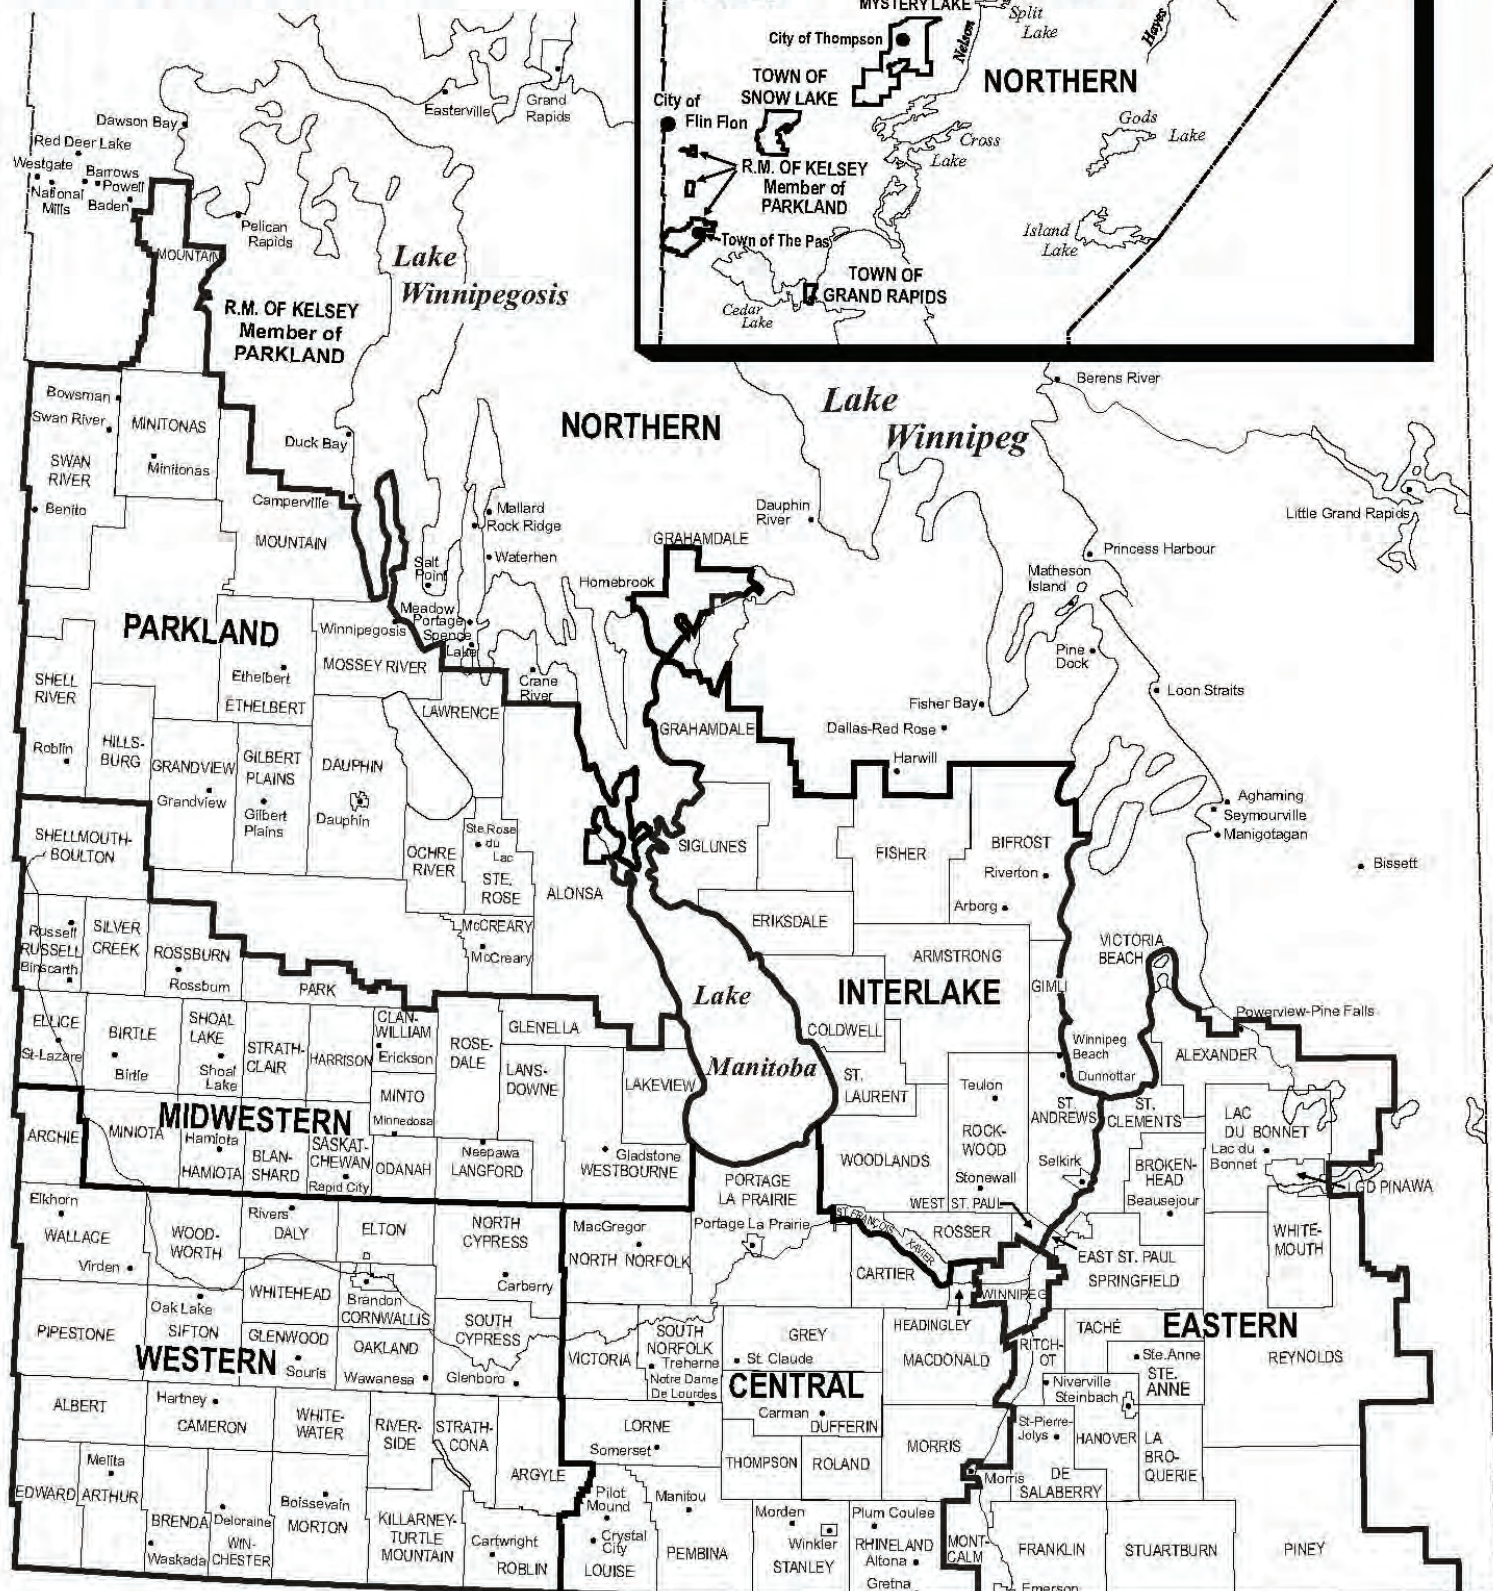 MYSTERY LAKE
Split
Lake
Nelson
Hayes
City of Thompson
NORTHERN
TOWN OF
SNOW LAKE
City of
Flin Flon
Gods
Lake
Cross
Lake
R.M. OF KELSEY
Member of
PARKLAND
Island
Lake
Town of The Pas
TOWN OF
GRAND RAPIDS
Cedar
Lake
Easterville
Grand
Rapids
Dawson Bay
Red Deer Lake
Westgate
Barrows
National
Mills
Powell
Baden
Pelican
Rapids
MOUNTAIN
Lake
Winnipegosis
R.M. OF KELSEY
Member of
PARKLAND
Berens River
Lake
Winnipeg
NORTHERN
Bowsman
Swan River
MINITONAS
Minitonas
SWAN
RIVER
Benito
Duck Bay
Camperville
MOUNTAIN
Mallard
Rock Ridge
Waterhen
Salt
Point
Dauphin
River
Little Grand Rapids
GRAHAMDALE
Homebrook
Princess Harbour
Matheson
Island
Meadow
Portage
Spence
Lake
Pine
Dock
Loon Straits
PARKLAND
Winnipegosis
MOSSEY RIVER
Crane
River
Ethelbert
ETHELBERT
SHELL
RIVER
Roblin
HILLS-
BURG
LAWRENCE
GRAHAMDALE
Fisher Bay
Dallas-Red Rose
Harwill
GRANDVIEW
Grandview
GILBERT
PLAINS
Gilbert
Plains
DAUPHIN
Dauphin
Aghaming
Seymourville
Manigotagan
Bissett
SHELLMOUTH-
BOULTON
OCHRE
RIVER
Ste.Rose
du
Lac
STE.
ROSE
ALONSA
SIGLUNES
FISHER
BIFROST
Riverton
Arborg
ERIKSDALE
McCREARY
McCreary
Russell
RUSSELL
Binscarth
SILVER
CREEK
ROSSBURN
Rossburn
PARK
ARMSTRONG
VICTORIA
BEACH
Lake
Manitoba
INTERLAKE
GIMLI
COLDWELL
Powerview-Pine Falls
ELLICE
St-Lazare
BIRTLE
Birtle
SHOAL
LAKE
Shoal
Lake
STRATH-
CLAIR
HARRISON
CLAN-
WILLIAM
Erickson
ROSE-
DALE
GLENELLA
LANS-
DOWNE
LAKEVIEW
Winnipeg
Beach
Dunnottar
ALEXANDER
ST.
LAURENT
Teulon
ST.
ANDREWS
ST.
CLEMENTS
LAC
DU BONNET
Lac du
Bonnet
MINTO
Minnedosa
MIDWESTERN
ARCHIE
MINIOTA
Hamiota
HAMIOTA
BLAN-
SHARD
SASKAT-
CHEWAN
Rapid City
ODANAH
Neepawa
LANGFORD
Gladstone
WESTBOURNE
WOODLANDS
ROCK-
WOOD
Stonewall
Selkirk
BROKEN-
HEAD
Beausejour
LGD PINAWA
PORTAGE
LA PRAIRIE
Portage La Prairie
WEST ST. PAUL
ROSSER
ST. FRANÇOIS
XAVIER
CARTIER
EAST ST. PAUL
SPRINGFIELD
WHITE-
MOUTH
WINNIPEG
Elkhorn
WALLACE
Virden
WOOD-
WORTH
Rivers
DALY
ELTON
NORTH
CYPRESS
Carberry
MacGregor
NORTH NORFOLK
WHITEHEAD
Brandon
CORNWALLIS
Oak Lake
SIFTON
PIPESTONE
GLENWOOD
Souris
OAKLAND
Wawanesa
SOUTH
CYPRESS
Glenboro
WESTERN
VICTORIA
SOUTH
NORFOLK
Treherne
Notre Dame
De Lourdes
GREY
St. Claude
HEADINGLEY
MACDONALD
RITCH-
OT
TACHÉ
EASTERN
Ste.Anne
STE.
ANNE
REYNOLDS
Niverville
Steinbach
CENTRAL
Carman
DUFFERIN
ALBERT
Hartney
CAMERON
WHITE-
WATER
RIVER-
SIDE
STRATH-
CONA
ARGYLE
LORNE
Somerset
THOMPSON
ROLAND
MORRIS
Morris
St-Pierre-
Jolys
DE
SALABERRY
HANOVER
LA
BRO-
QUERIE
EDWARD
Melita
ARTHUR
BRENDA
Waskada
Deloraine
WIN-
CHESTER
Boissevain
MORTON
KILLARNEY-
TURTLE
MOUNTAIN
Cartwright
ROBLIN
Pilot
Mound
Crystal
City
LOUISE
Manitou
PEMBINA
Morden
Winkler
STANLEY
Plum Coulee
RHINELAND
Altona
Gretna
MONT-
CALM
Emerson
FRANKLIN
STUARTBURN
PINEY